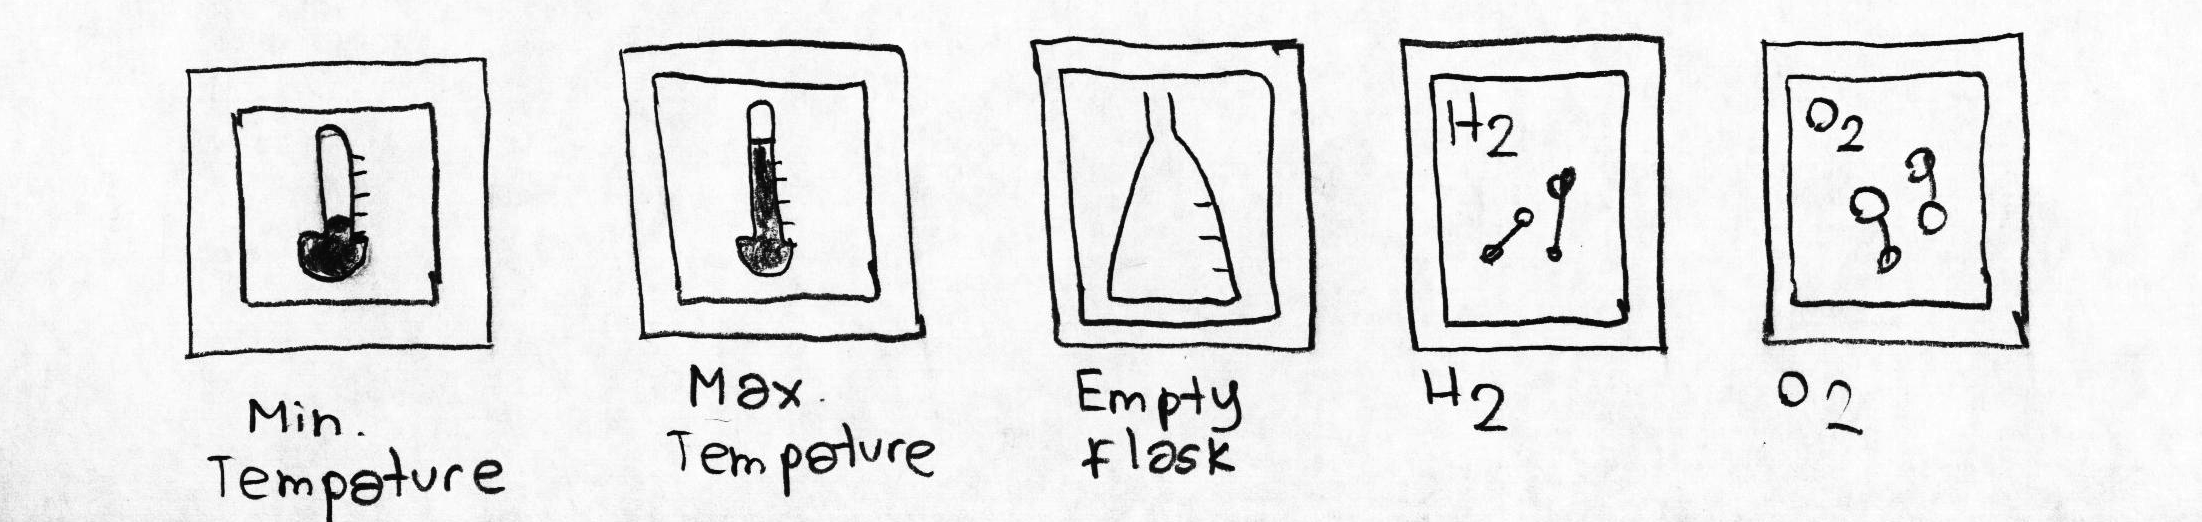 H2
O2
Min.
Tempature
Max.
Tempature
Empty
flask
H2
O2